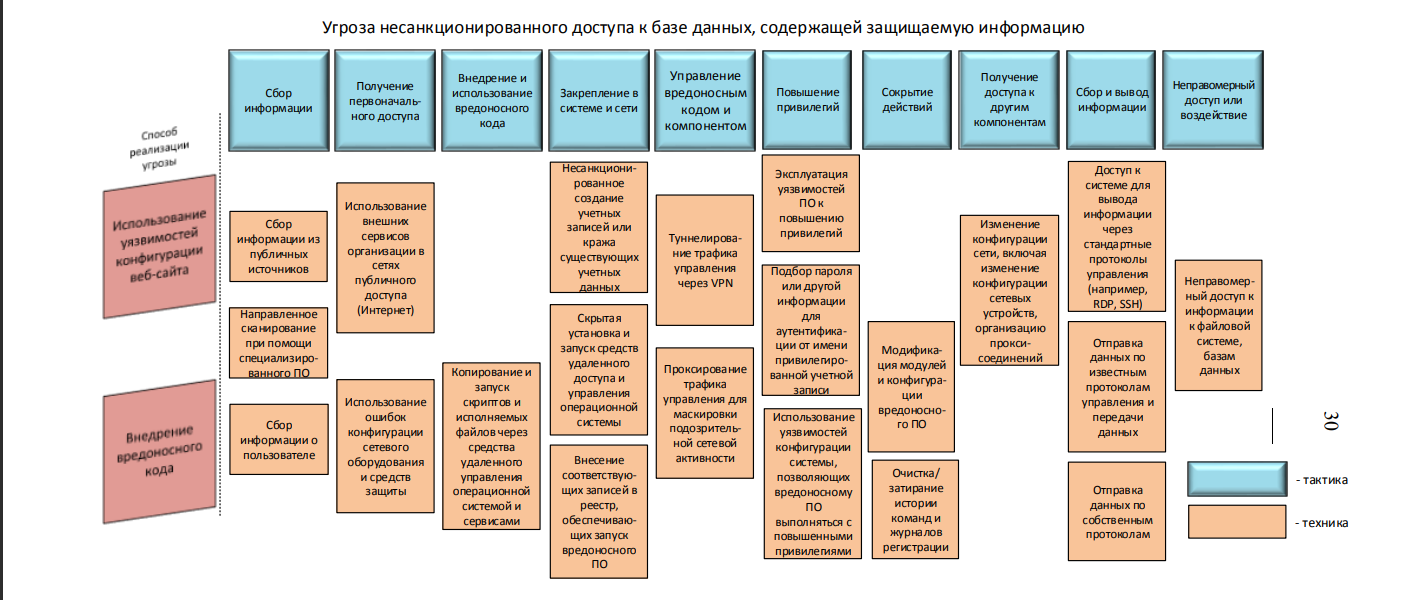 Угроза несанкционированного доступа к базе данных, содержащей защищаемую информацию
Способ
реализации
угрозы
Использование
уязвимостей
конфигурации
веб-сайта
Внедрение
вредоносного
кода
Сбор
информации
Сбор
информации из
публичных
источников
Направленное
сканирование
при помощи
специализиро-
ванного ПО
Сбор
информации о
пользователе
Получение
первоначаль-
ного доступа
Использование
внешних
сервисов
организации в
сетях
публичного
доступа
(Интернет)
Использование
ошибок
конфигурации
сетевого
оборудования
и средств
защиты
Внедрение и
использование
вредоносного
кода
Копирование и
запуск
скриптов и
исполняемых
файлов через
средства
удаленного
управления
операционной
системой и
сервисами
Закрепление в
системе и сети
Несанкциони-
рованное
создание
учетных
записей или
кража
существующих
учетных
данных
Скрытая
установка и
запуск средств
удаленного
доступа и
управления
операционной
системы
Внесение
соответствую-
щих записей в
реестр,
обеспечиваю-
щих запуск
вредоносного
ПО
Управление
вредоносным
кодом и
компонентом
Туннелирова-
ние трафика
управления
через VPN
Проксирование
трафика
управления для
маскировки
подозритель-
ной сетевой
активности
Повышение
привилегий
Эксплуатация
уязвимостей
ПО к
повышению
привилегий
Подбор пароля
или другой
информации
для
аутентифика-
ции от имени
привилегиро-
ванной учетной
записи
Использование
уязвимостей
конфигурации
системы,
позволяющих
вредоносному
ПО
выполняться с
повышенными
привилегиями
Сокрытие
действий
Модифика-
ция модулей
и конфигура-
ции
вредоносно-
го ПО
Очистка/
затирание
истории
команд и
журналов
регистрации
Получение
доступа к
другим
компонентам
Изменение
конфигурации
сети, включая
изменение
конфигурации
сетевых
устройств,
организацию
прокси-
соединений
Сбор и вывод
информации
Доступ к
системе для
вывода
информации
через
стандартные
протоколы
управления
(например,
RDP, SSH)
Отправка
данных по
известным
протоколам
управления и
передачи
данных
Отправка
данных по
собственным
протоколам
Неправомерный
доступ или
воздействие
Неправомер-
ный доступ к
информации
к файловой
системе,
базам
данных
30
- тактика
- техника